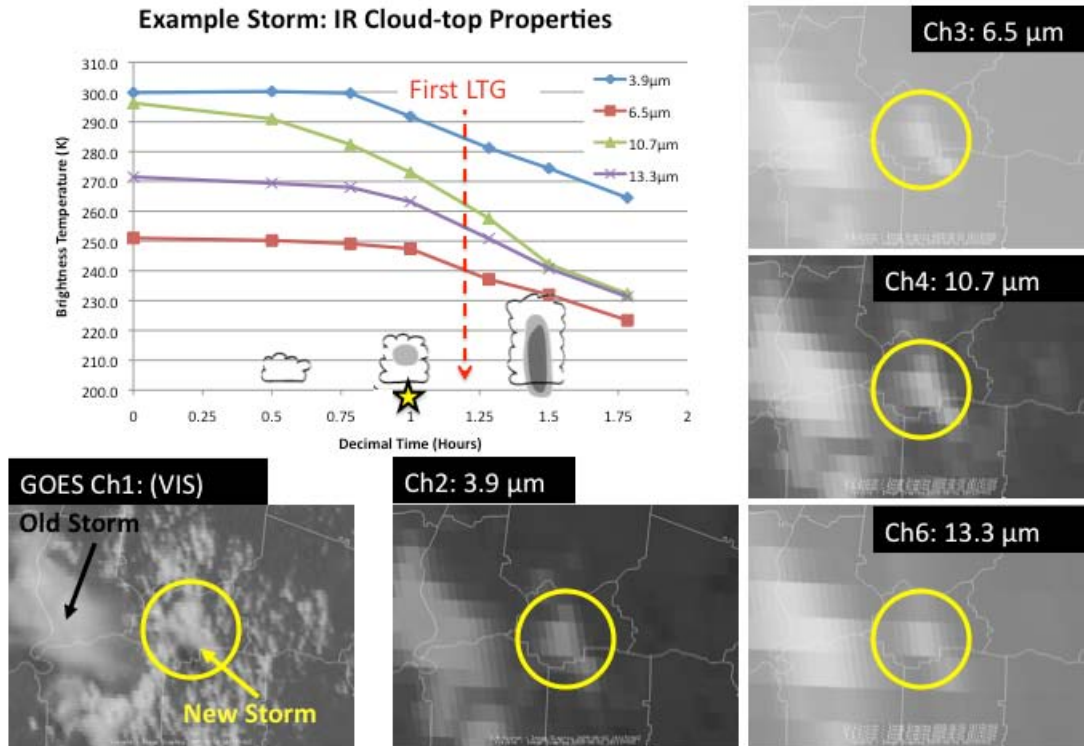 Example Storm: IR Cloud-top Properties
310.0
300.0
290.0
280.0
270.0
260.0
250.0
240.0
230.0
220.0
210.0
200.0
Brightness Temperature (K)
First LTG
3.9µm
6.5µm
10.7µm
13.3µm
0
0.25
0.5
0.75
1
1.25
1.5
1.75
2
Decimal Time (Hours)
Ch3: 6.5 µm
Ch4: 10.7 µm
Ch6: 13.3 µm
GOES Ch1: (VIS)
Old Storm
New Storm
Ch2: 3.9 µm